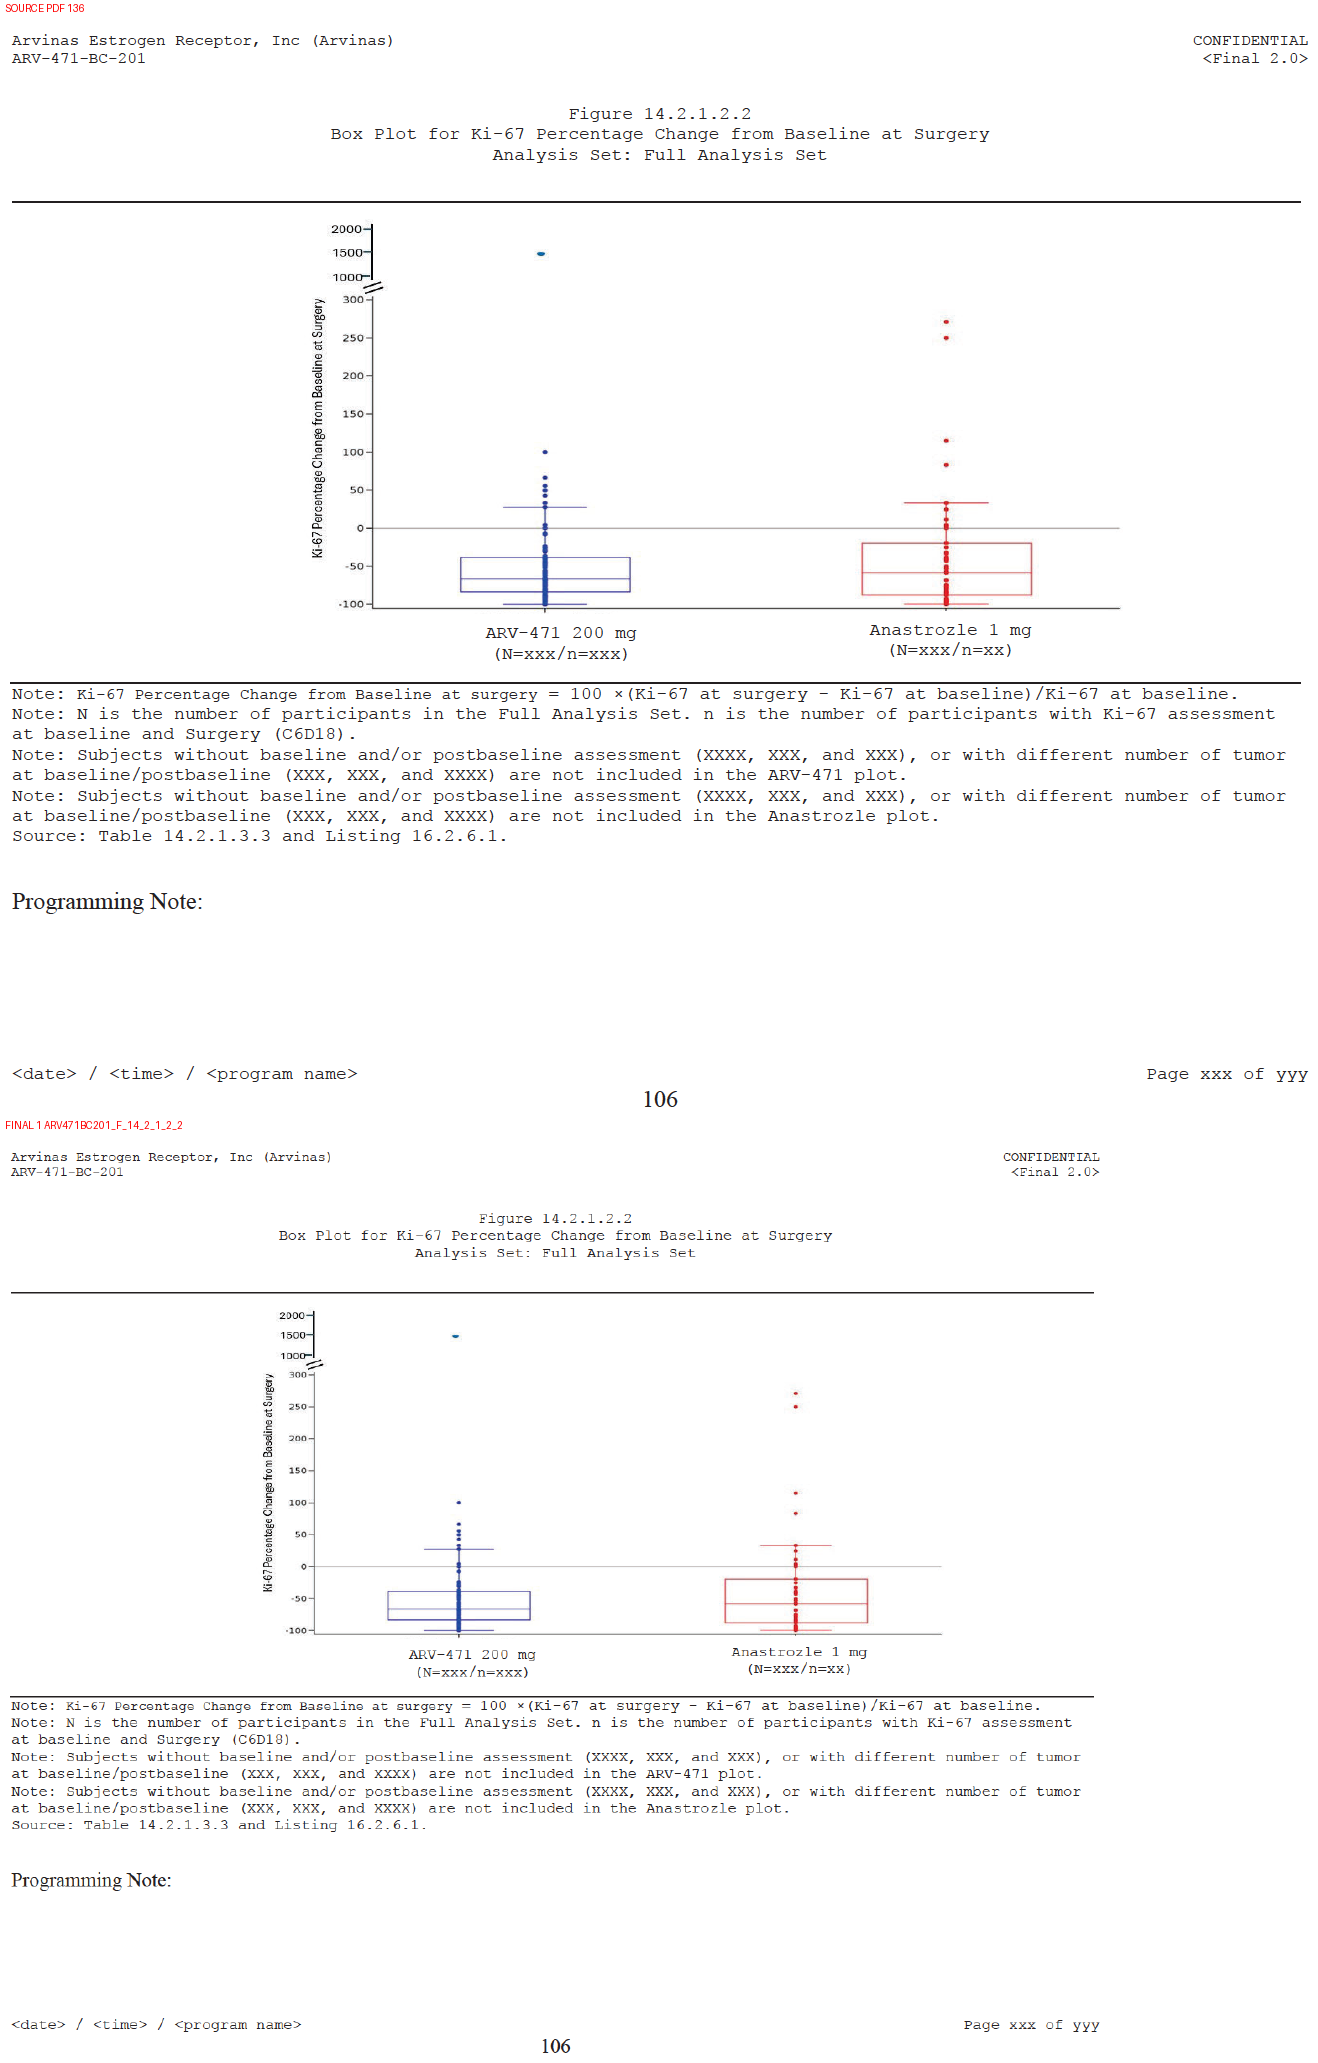 SOURCE PDF 136
Arvinas Estrogen Receptor, Inc (Arvinas) CONFIDENTIAL
ARV-471-BC-201 <Final 2.0>
Figure 14.2.1.2.2
Box Plot for Ki-67 Percentage Change from Baseline at Surgery
Analysis Set: Full Analysis Set
2000
1500
1000
300
250
200
150
100
50
0
-50
-100
Ki-67 Percentage Change from Baseline at Surgery
ARV-471 200 mg Anastrozle 1 mg
(N=xxx/n=xxx) (N=xxx/n=xx)
Note: Ki-67 Percentage Change from Baseline at surgery = 100 ×(Ki-67 at surgery - Ki-67 at baseline)/Ki-67 at baseline.
Note: N is the number of participants in the Full Analysis Set. n is the number of participants with Ki-67 assessment
at baseline and Surgery (C6D18).
Note: Subjects without baseline and/or postbaseline assessment (XXXX, XXX, and XXX), or with different number of tumor
at baseline/postbaseline (XXX, XXX, and XXXX) are not included in the ARV-471 plot.
Note: Subjects without baseline and/or postbaseline assessment (XXXX, XXX, and XXX), or with different number of tumor
at baseline/postbaseline (XXX, XXX, and XXXX) are not included in the Anastrozle plot.
Source: Table 14.2.1.3.3 and Listing 16.2.6.1.
Programming Note:
<date> / <time> / <program name> Page xxx of yyy
106
FINAL 1 ARV471BC201_F_14_2_1_2_2
Arvinas Estrogen Receptor, Inc (Arvinas) CONFIDENTIAL
ARV-471-BC-201 <Final 2.0>
Figure 14.2.1.2.2
Box Plot for Ki-67 Percentage Change from Baseline at Surgery
Analysis Set: Full Analysis Set
2000
1500
1000
300
250
200
150
100
50
0
-50
-100
Ki-67 Percentage Change from Baseline at Surgery
ARV-471 200 mg Anastrozle 1 mg
(N=xxx/n=xxx) (N=xxx/n=xx)
Note: Ki-67 Percentage Change from Baseline at surgery = 100 ×(Ki-67 at surgery - Ki-67 at baseline)/Ki-67 at baseline.
Note: N is the number of participants in the Full Analysis Set. n is the number of participants with Ki-67 assessment
at baseline and Surgery (C6D18).
Note: Subjects without baseline and/or postbaseline assessment (XXXX, XXX, and XXX), or with different number of tumor
at baseline/postbaseline (XXX, XXX, and XXXX) are not included in the ARV-471 plot.
Note: Subjects without baseline and/or postbaseline assessment (XXXX, XXX, and XXX), or with different number of tumor
at baseline/postbaseline (XXX, XXX, and XXXX) are not included in the Anastrozle plot.
Source: Table 14.2.1.3.3 and Listing 16.2.6.1.
Programming Note:
<date> / <time> / <program name> Page xxx of yyy
106